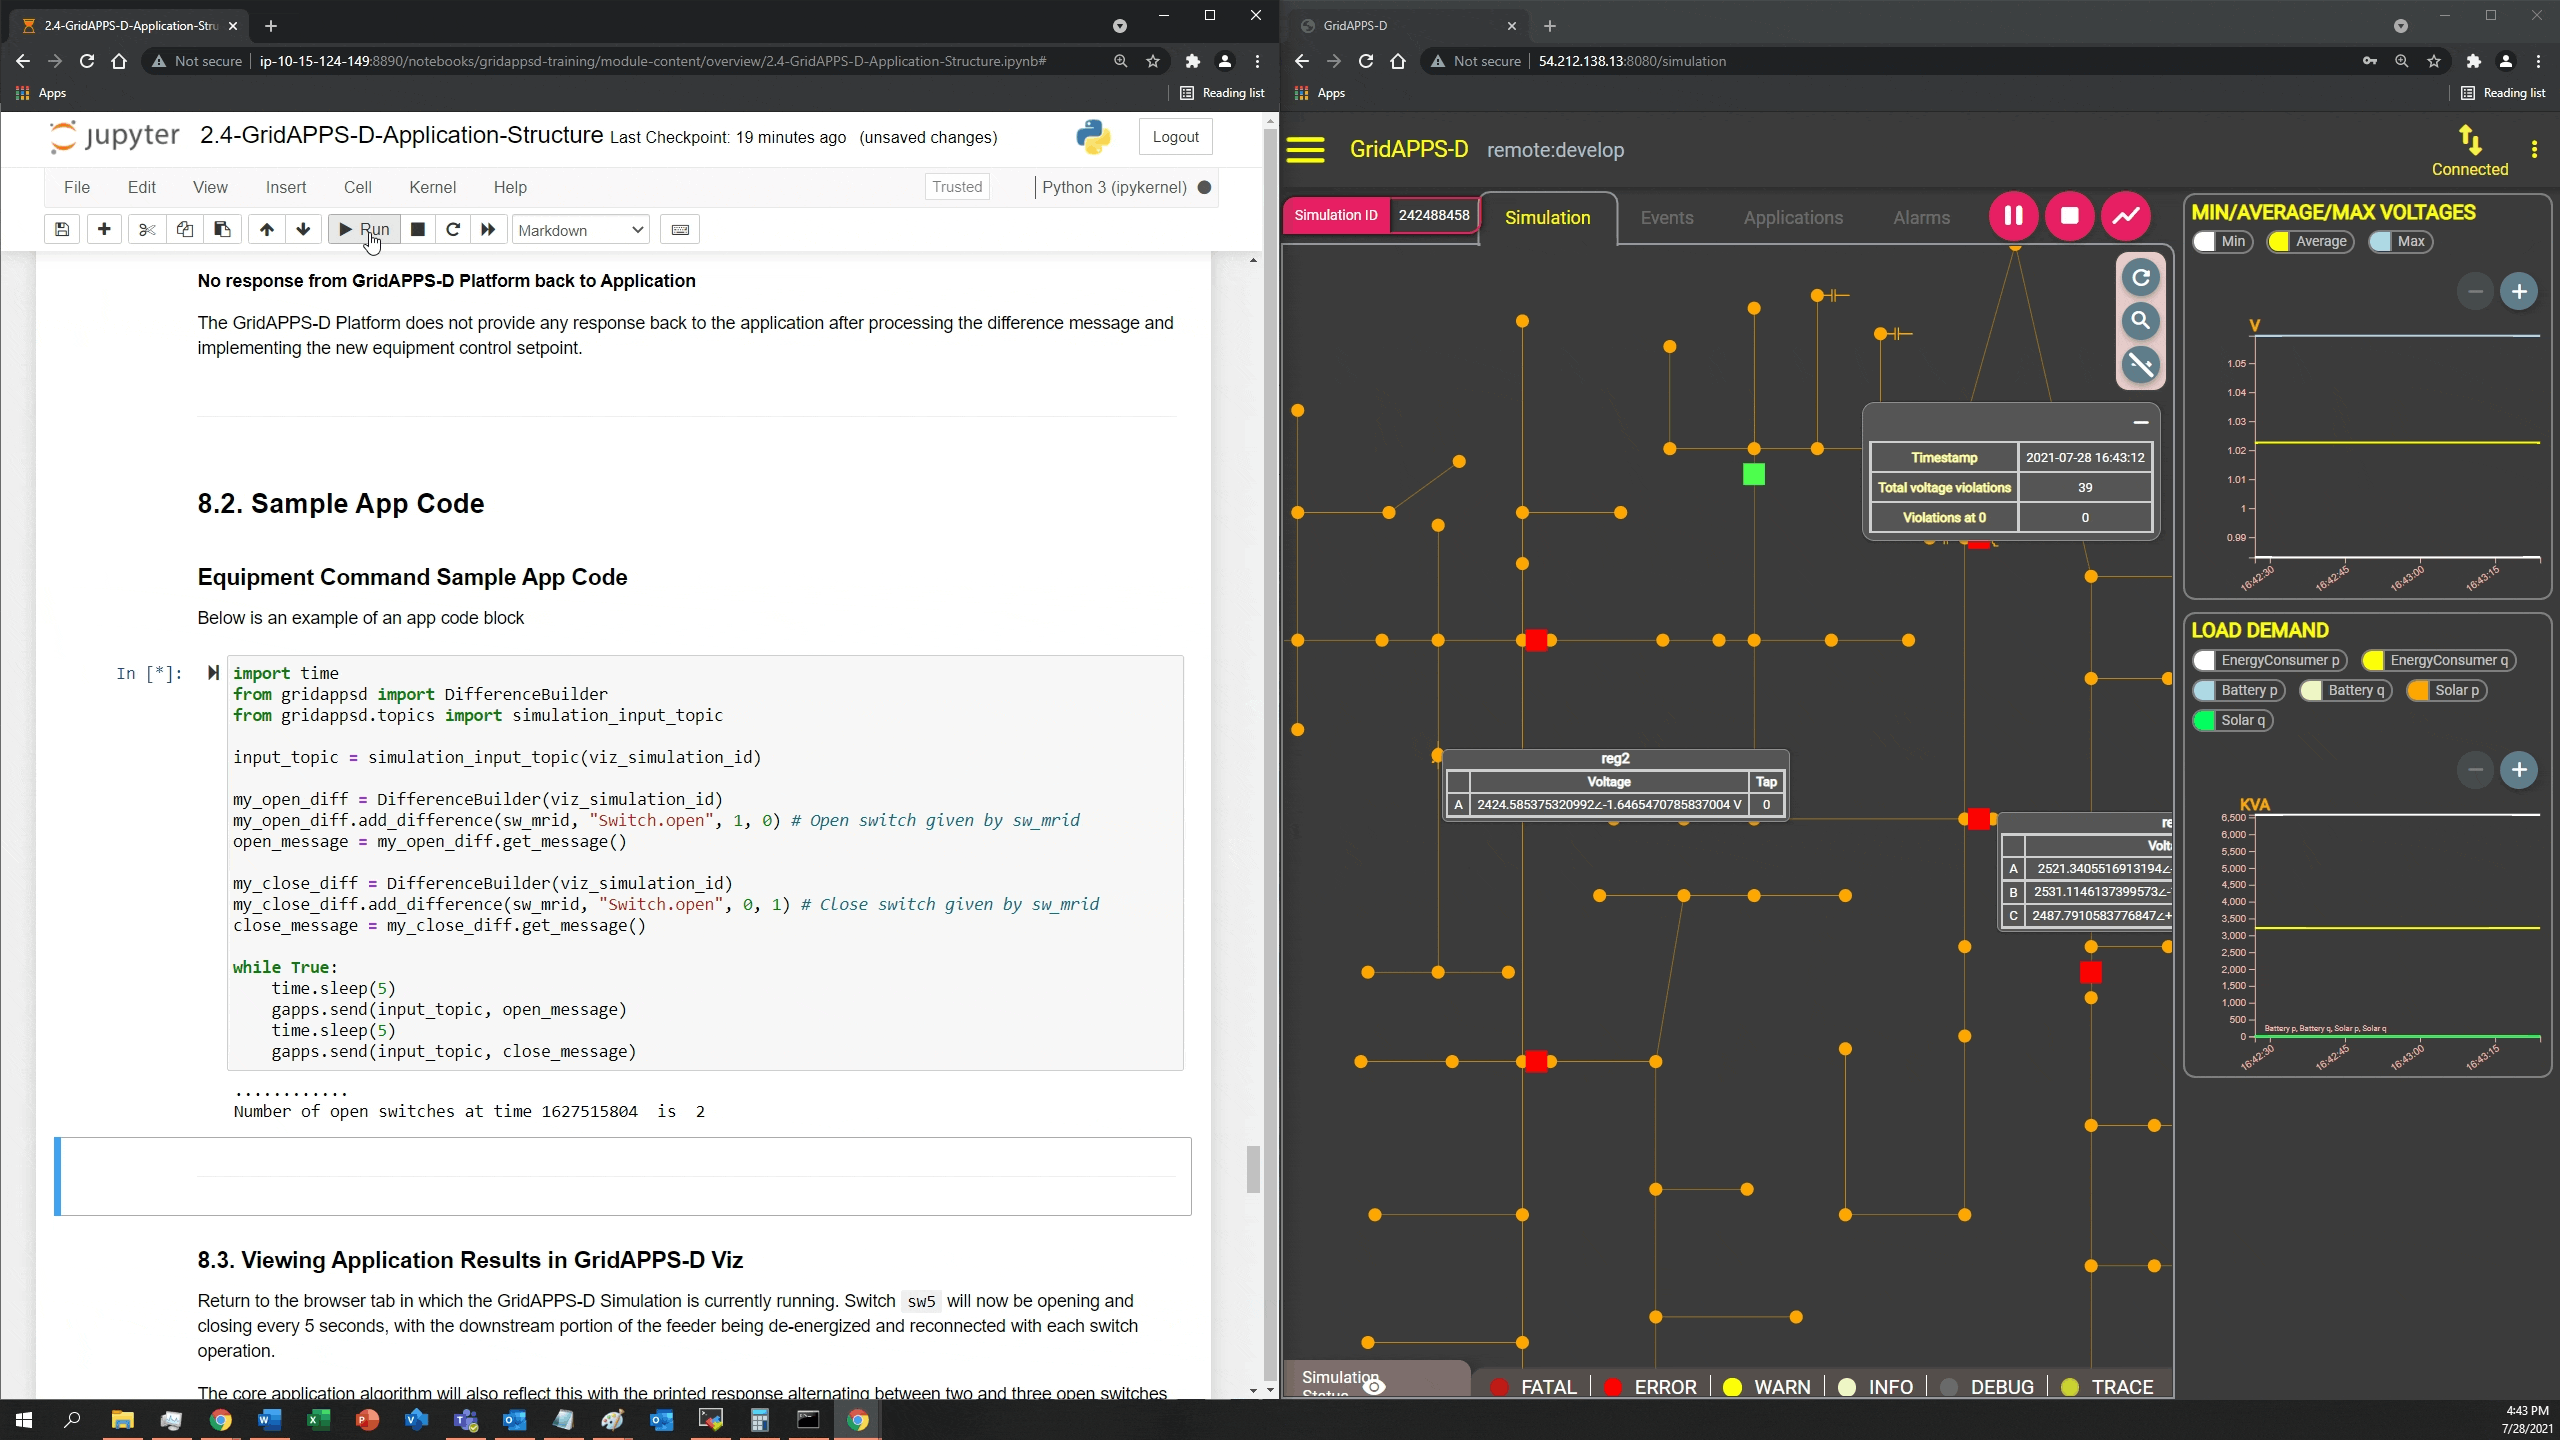 2.4-GridAPPS-D-Application-Stru
Not secure
ip-10-15-124-149:8890/notebooks/gridappsd-training/module-content/overview/2.4-GridAPPS-D-Application-Structure.ipynb#
Apps
Reading list
jupyter
2.4-GridAPPS-D-Application-Structure Last Checkpoint: 19 minutes ago (unsaved changes)
Logout
File Edit View Insert Cell Kernel Help
Trusted
Python 3 (ipykernel)
Run
Markdown
No response from GridAPPS-D Platform back to Application
The GridAPPS-D Platform does not provide any response back to the application after processing the difference message and
implementing the new equipment control setpoint.
8.2. Sample App Code
Equipment Command Sample App Code
Below is an example of an app code block
In [*]:
import time
from gridappsd import DifferenceBuilder
from gridappsd.topics import simulation_input_topic
input_topic = simulation_input_topic(viz_simulation_id)
my_open_diff = DifferenceBuilder(viz_simulation_id)
my_open_diff.add_difference(sw_mrid, "Switch.open", 1, 0) # Open switch given by sw_mrid
open_message = my_open_diff.get_message()
my_close_diff = DifferenceBuilder(viz_simulation_id)
my_close_diff.add_difference(sw_mrid, "Switch.open", 0, 1) # Close switch given by sw_mrid
close_message = my_close_diff.get_message()
while True:
time.sleep(5)
gapps.send(input_topic, open_message)
time.sleep(5)
gapps.send(input_topic, close_message)
............
Number of open switches at time 1627515804 is 2
8.3. Viewing Application Results in GridAPPS-D Viz
Return to the browser tab in which the GridAPPS-D Simulation is currently running. Switch sw5 will now be opening and
closing every 5 seconds, with the downstream portion of the feeder being de-energized and reconnected with each switch
operation.
The core application algorithm will also reflect this with the printed response alternating between two and three open switches
GridAPPS-D
Not secure
54.212.138.13:8080/simulation
Apps
Reading list
GridAPPS-D remote:develop
Connected
Simulation ID 242488458
Simulation Events Applications Alarms
Timestamp 2021-07-28 16:43:12
Total voltage violations 39
Violations at 0 0
reg2
Voltage Tap
A 2424.585375320992∠-1.6465470785837004 V 0
re
Volta
A 2521.3405516913194∠-
B 2531.1146137399573∠-
C 2487.7910583776847∠+
MIN/AVERAGE/MAX VOLTAGES
Min Average Max
V
1.05
1.04
1.03
1.02
1.01
1
0.99
16:42:30 16:42:45 16:43:00 16:43:15
LOAD DEMAND
EnergyConsumer p EnergyConsumer q
Battery p Battery q Solar p
Solar q
KVA
6,500
6,000
5,500
5,000
4,500
4,000
3,500
3,000
2,500
2,000
1,500
1,000
500
0
Battery p, Battery q, Solar p, Solar q
16:42:30 16:42:45 16:43:00 16:43:15
Simulation
Status
FATAL ERROR WARN INFO DEBUG TRACE
4:43 PM
7/28/2021